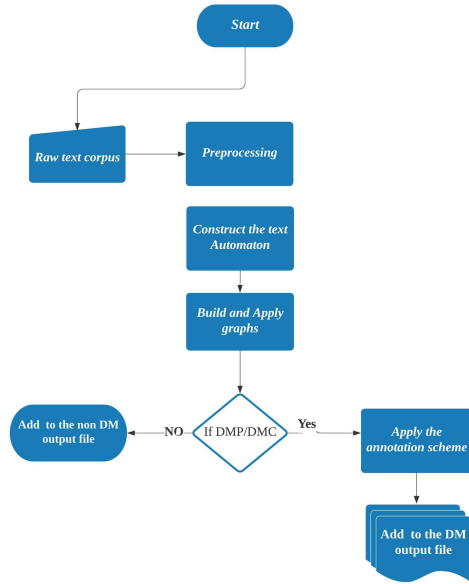 Start
Raw text corpus
Preprocessing
Construct the text
Automaton
Build and Apply
graphs
Add to the non DM
output file
NO
If DMP/DMC
Yes
Apply the
annotation scheme
Add to the DM
output file